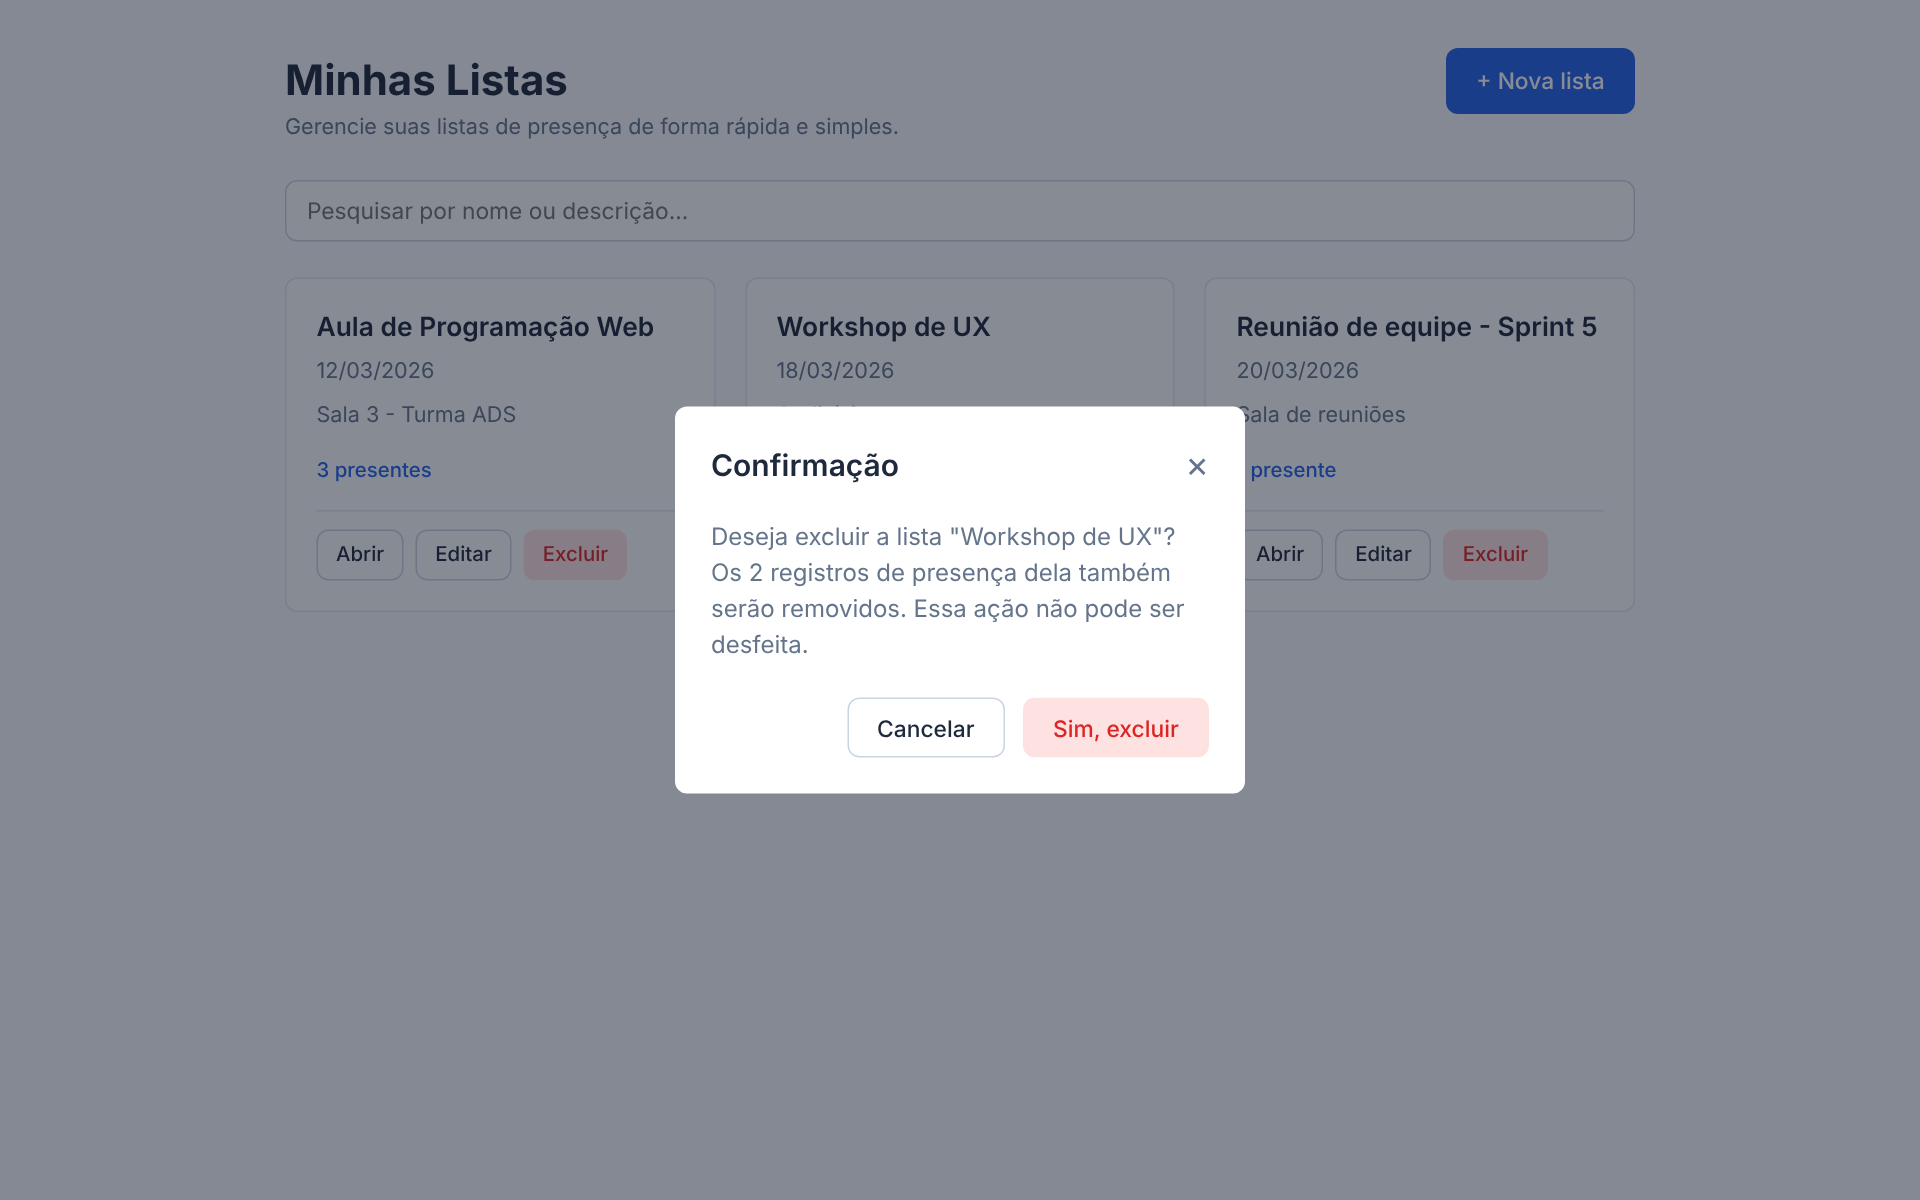 Minhas Listas
+ Nova lista
Gerencie suas listas de presença de forma rápida e simples.
Pesquisar por nome ou descrição...
Aula de Programação Web
12/03/2026
Sala 3 - Turma ADS
3 presentes
Abrir
Editar
Excluir
Workshop de UX
18/03/2026
Reunião de equipe - Sprint 5
20/03/2026
Sala de reuniões
presente
Abrir
Editar
Excluir
Confirmação
×
Deseja excluir a lista "Workshop de UX"?
Os 2 registros de presença dela também
serão removidos. Essa ação não pode ser
desfeita.
Cancelar
Sim, excluir